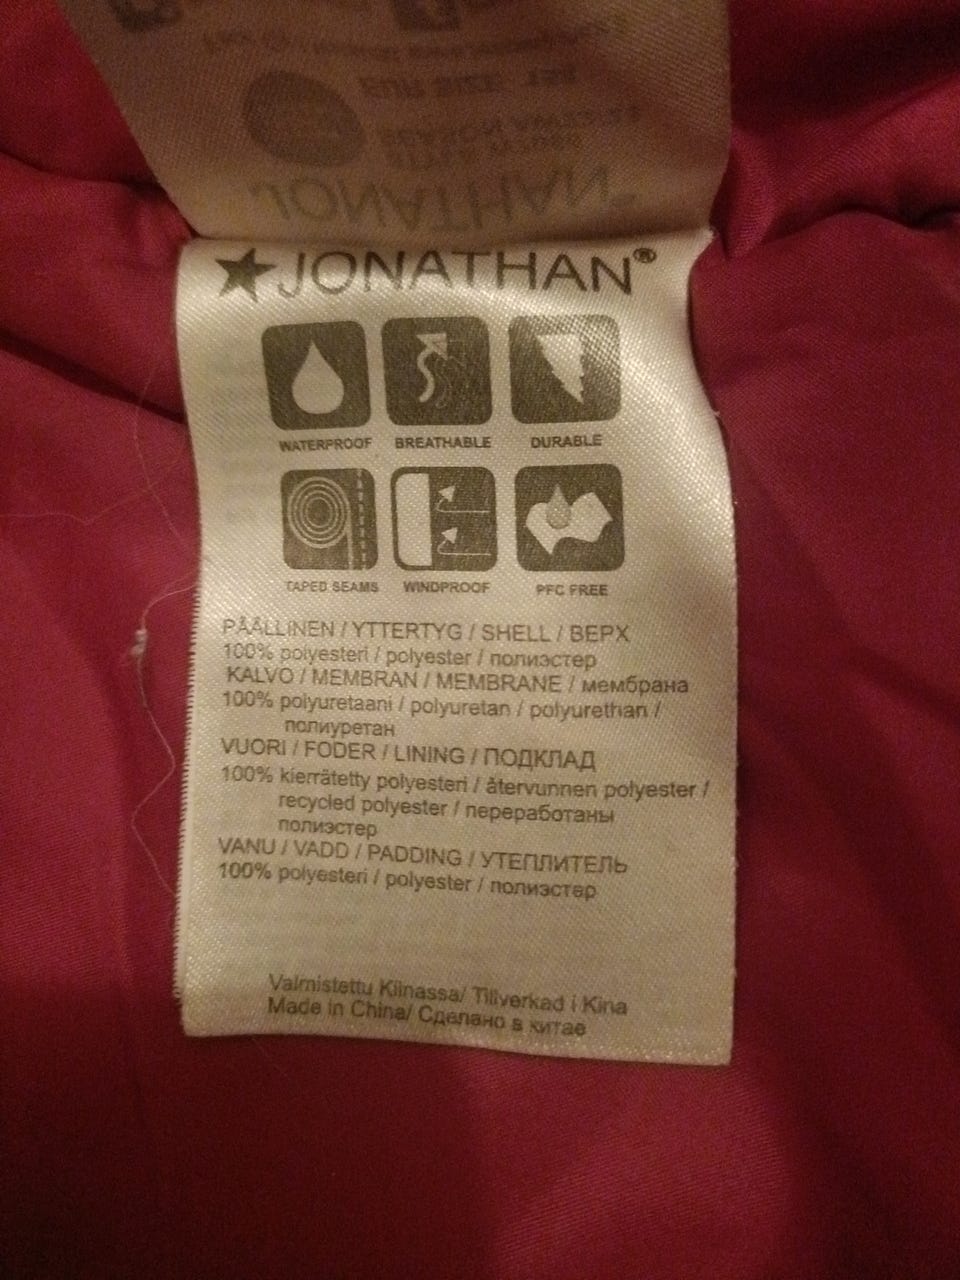 JONATHAN®
JONATHAN®
WATERPROOF BREATHABLE DURABLE
TAPED SEAMS WINDPROOF PFC FREE
PÄÄLLINEN / YTTERTYG / SHELL / ВЕРХ
100% polyesteri / polyester / полиэстер
KALVO / MEMBRAN / MEMBRANE / мембрана
100% polyuretaani / polyuretan / polyurethan /
полиуретан
VUORI / FODER / LINING / ПОДКЛАД
100% kierrätetty polyesteri / återvunnen polyester /
recycled polyester / переработаны
полиэстер
VANU / VADD / PADDING / УТЕПЛИТЕЛЬ
100% polyesteri / polyester / полиэстер
Valmistettu Kiinassa/ Tillverkad i Kina
Made in China/ Сделано в китае